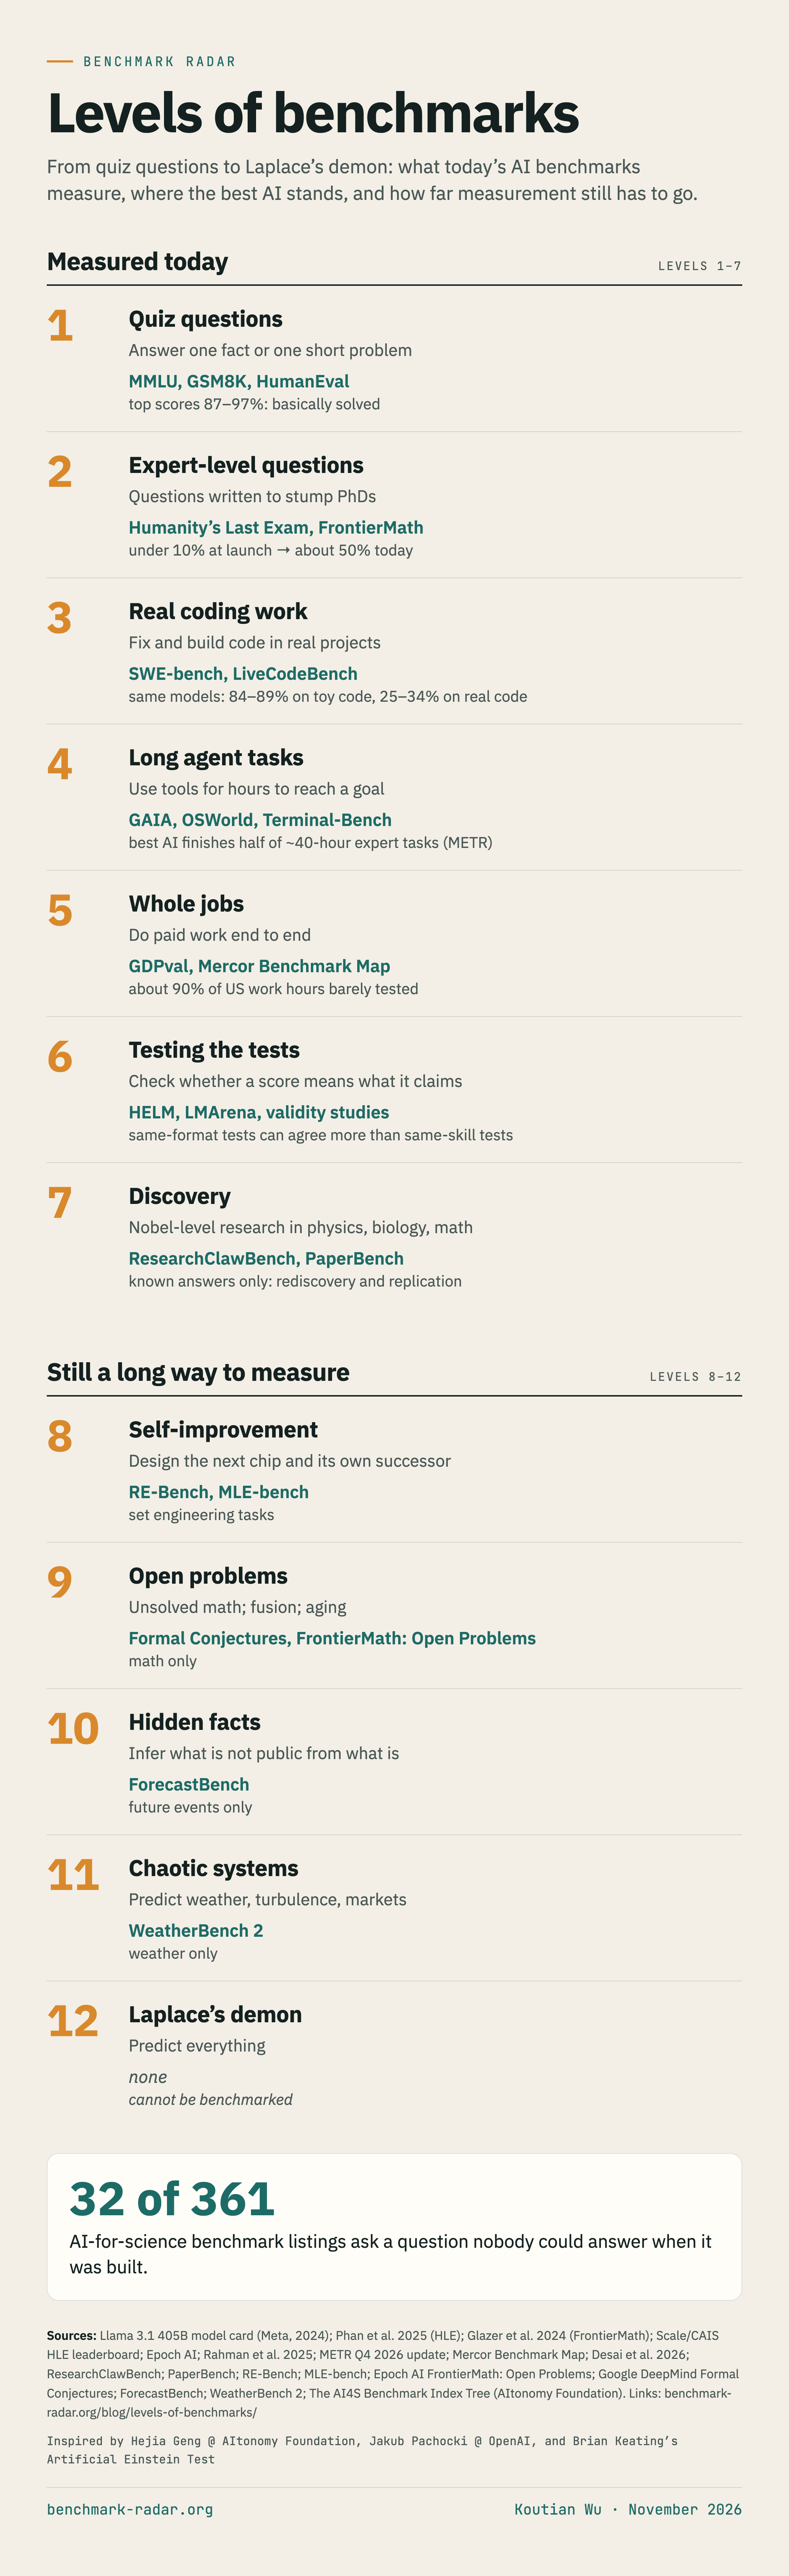 BENCHMARK RADAR
Levels of benchmarks
From quiz questions to Laplace’s demon: what today’s AI benchmarks
measure, where the best AI stands, and how far measurement still has to go.
Measured today
LEVELS 1–7
1
Quiz questions
Answer one fact or one short problem
MMLU, GSM8K, HumanEval
top scores 87–97%: basically solved
2
Expert-level questions
Questions written to stump PhDs
Humanity’s Last Exam, FrontierMath
under 10% at launch → about 50% today
3
Real coding work
Fix and build code in real projects
SWE-bench, LiveCodeBench
same models: 84–89% on toy code, 25–34% on real code
4
Long agent tasks
Use tools for hours to reach a goal
GAIA, OSWorld, Terminal-Bench
best AI finishes half of ~40-hour expert tasks (METR)
5
Whole jobs
Do paid work end to end
GDPval, Mercor Benchmark Map
about 90% of US work hours barely tested
6
Testing the tests
Check whether a score means what it claims
HELM, LMArena, validity studies
same-format tests can agree more than same-skill tests
7
Discovery
Nobel-level research in physics, biology, math
ResearchClawBench, PaperBench
known answers only: rediscovery and replication
Still a long way to measure
LEVELS 8–12
8
Self-improvement
Design the next chip and its own successor
RE-Bench, MLE-bench
set engineering tasks
9
Open problems
Unsolved math; fusion; aging
Formal Conjectures, FrontierMath: Open Problems
math only
10
Hidden facts
Infer what is not public from what is
ForecastBench
future events only
11
Chaotic systems
Predict weather, turbulence, markets
WeatherBench 2
weather only
12
Laplace’s demon
Predict everything
none
cannot be benchmarked
32 of 361
AI-for-science benchmark listings ask a question nobody could answer when it
was built.
Sources: Llama 3.1 405B model card (Meta, 2024); Phan et al. 2025 (HLE); Glazer et al. 2024 (FrontierMath); Scale/CAIS
HLE leaderboard; Epoch AI; Rahman et al. 2025; METR Q4 2026 update; Mercor Benchmark Map; Desai et al. 2026;
ResearchClawBench; PaperBench; RE-Bench; MLE-bench; Epoch AI FrontierMath: Open Problems; Google DeepMind Formal
Conjectures; ForecastBench; WeatherBench 2; The AI4S Benchmark Index Tree (AItonomy Foundation). Links: benchmark-
radar.org/blog/levels-of-benchmarks/
Inspired by Hejia Geng @ AItonomy Foundation, Jakub Pachocki @ OpenAI, and Brian Keating’s
Artificial Einstein Test
benchmark-radar.org
Koutian Wu · November 2026